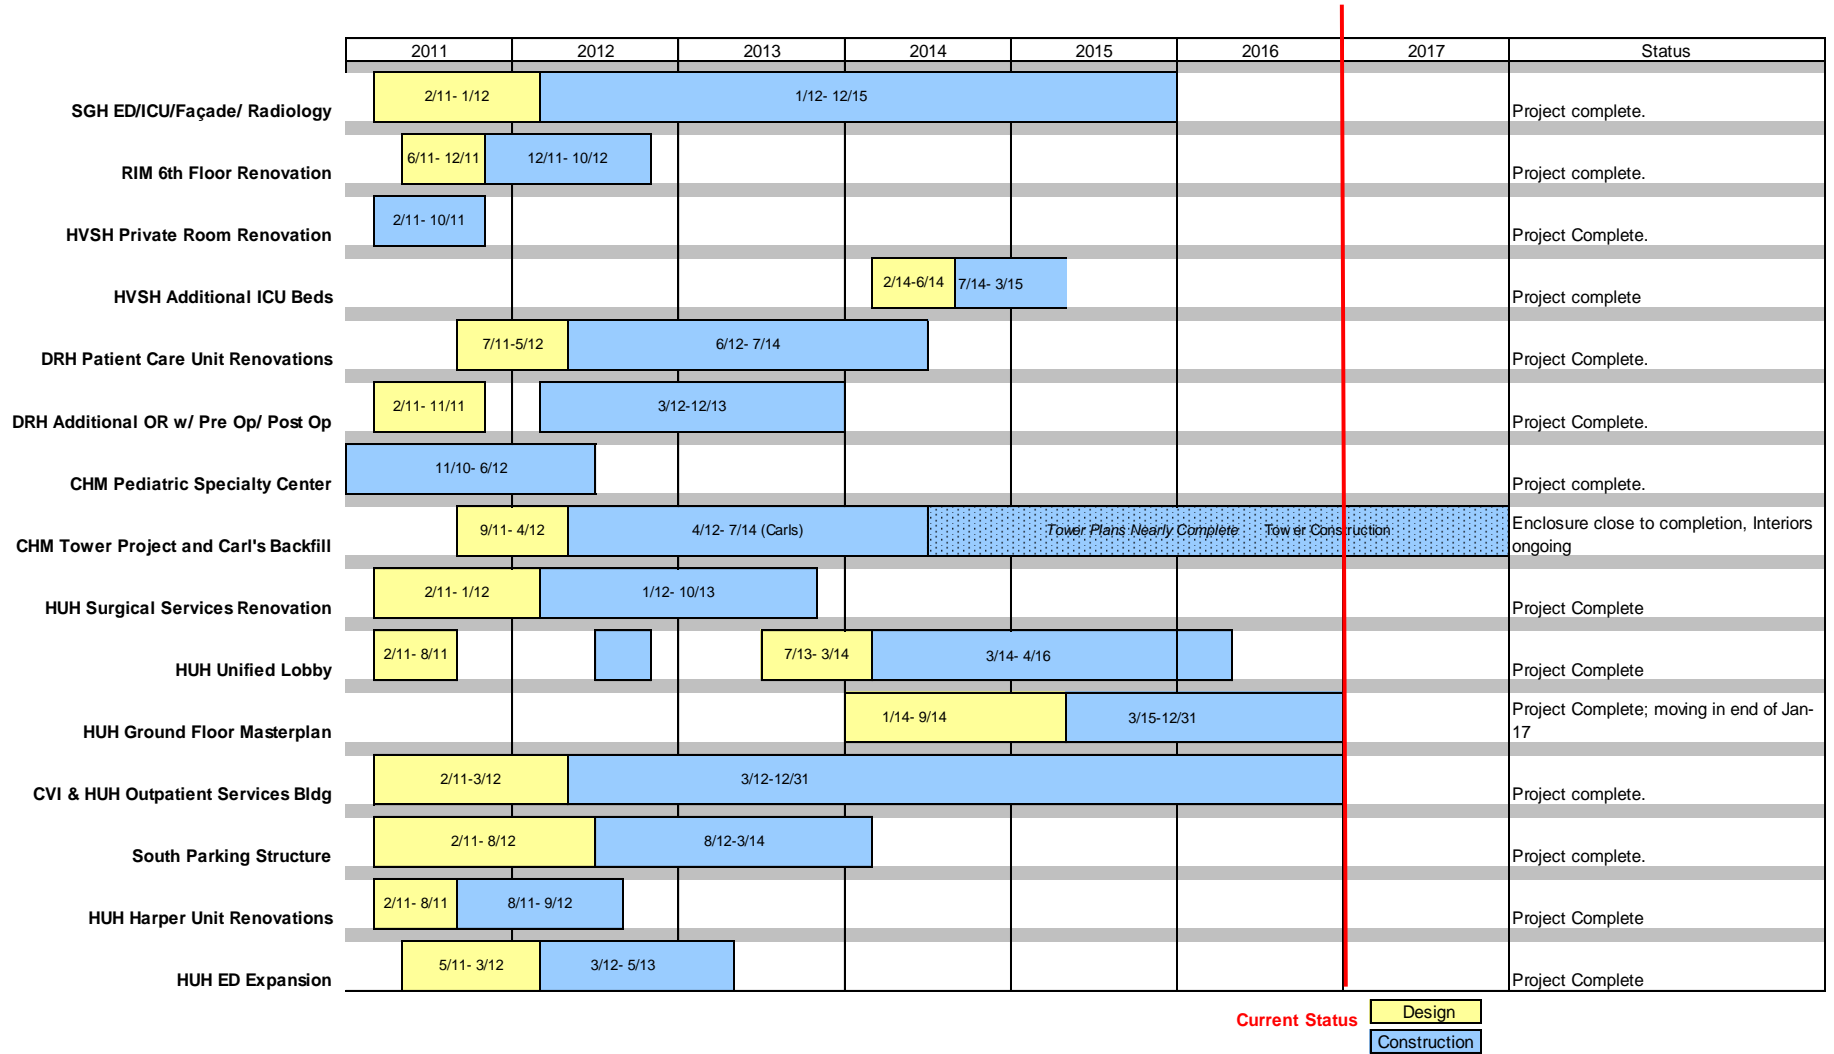 2011 2012 2013 2014 2015 2016 2017 Status
2/11- 1/12 1/12- 12/15
SGH ED/ICU/Façade/ Radiology Project complete.
6/11- 12/11 12/11- 10/12
RIM 6th Floor Renovation Project complete.
2/11- 10/11
HVSH Private Room Renovation Project Complete.
2/14-6/14 7/14- 3/15
HVSH Additional ICU Beds Project complete
7/11-5/12 6/12- 7/14
DRH Patient Care Unit Renovations Project Complete.
2/11- 11/11 3/12-12/13
DRH Additional OR w/ Pre Op/ Post Op Project Complete.
11/10- 6/12
CHM Pediatric Specialty Center Project complete.
9/11- 4/12 4/12- 7/14 (Carls) Tower Plans Nearly Complete Tower Construction
CHM Tower Project and Carl's Backfill Enclosure close to completion, Interiors
ongoing
2/11- 1/12 1/12- 10/13
HUH Surgical Services Renovation Project Complete
2/11- 8/11 7/13- 3/14 3/14- 4/16
HUH Unified Lobby Project Complete
1/14- 9/14 3/15-12/31
HUH Ground Floor Masterplan Project Complete; moving in end of Jan-
17
2/11-3/12 3/12-12/31
CVI & HUH Outpatient Services Bldg Project complete.
2/11- 8/12 8/12-3/14
South Parking Structure Project complete.
2/11- 8/11 8/11- 9/12
HUH Harper Unit Renovations Project Complete
5/11- 3/12 3/12- 5/13
HUH ED Expansion Project Complete
Current Status Design
Construction